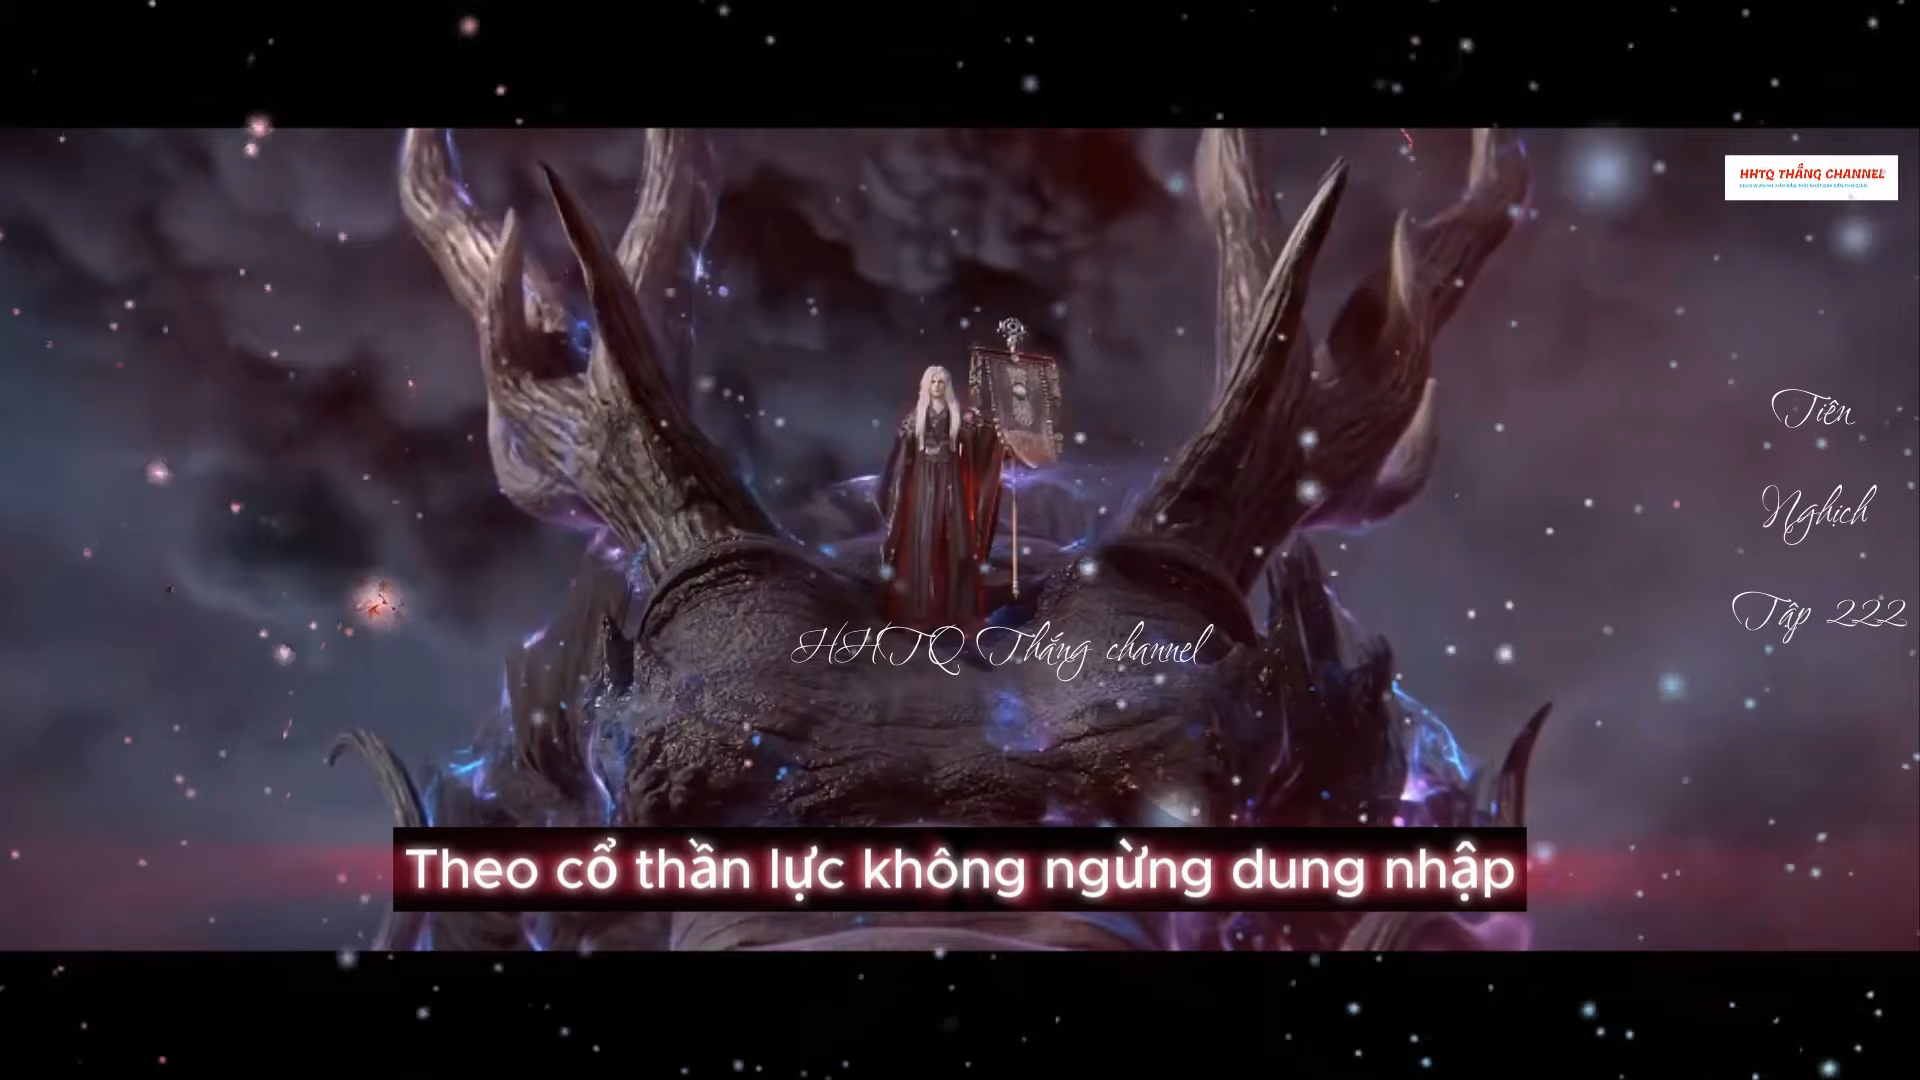 HHTQ THẮNG CHANNEL
Tiên
Nghịch
Tập 222
HHTQ Thắng channel
Theo cổ thần lực không ngừng dung nhập